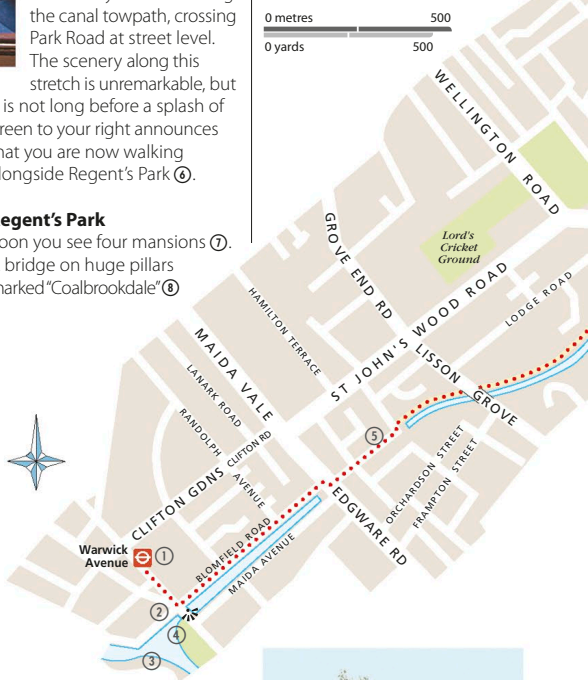 the canal towpath, crossing
Park Road at street level.
The scenery along this
stretch is unremarkable, but
is not long before a splash of
reen to your right announces
hat you are now walking
longside Regent's Park ⑥.
egent's Park
oon you see four mansions ⑦.
bridge on huge pillars
marked "Coalbrookdale" ⑧
0 metres 500
0 yards 500
WELLINGTON ROAD
Lord's
Cricket
Ground
GROVE END RD
HAMILTON TERRACE
ST JOHN'S WOOD ROAD
LODGE ROAD
MAIDA VALE
LANARK ROAD
RANDOLPH AVENUE
LISSON GROVE
CLIFTON GDNS
CLIFTON RD
⑤
ORCHARDSON STREET
FRAMPTON STREET
EDGWARE RD
BLOMFIELD ROAD
MAIDA AVENUE
Warwick
Avenue
①
②
④
③